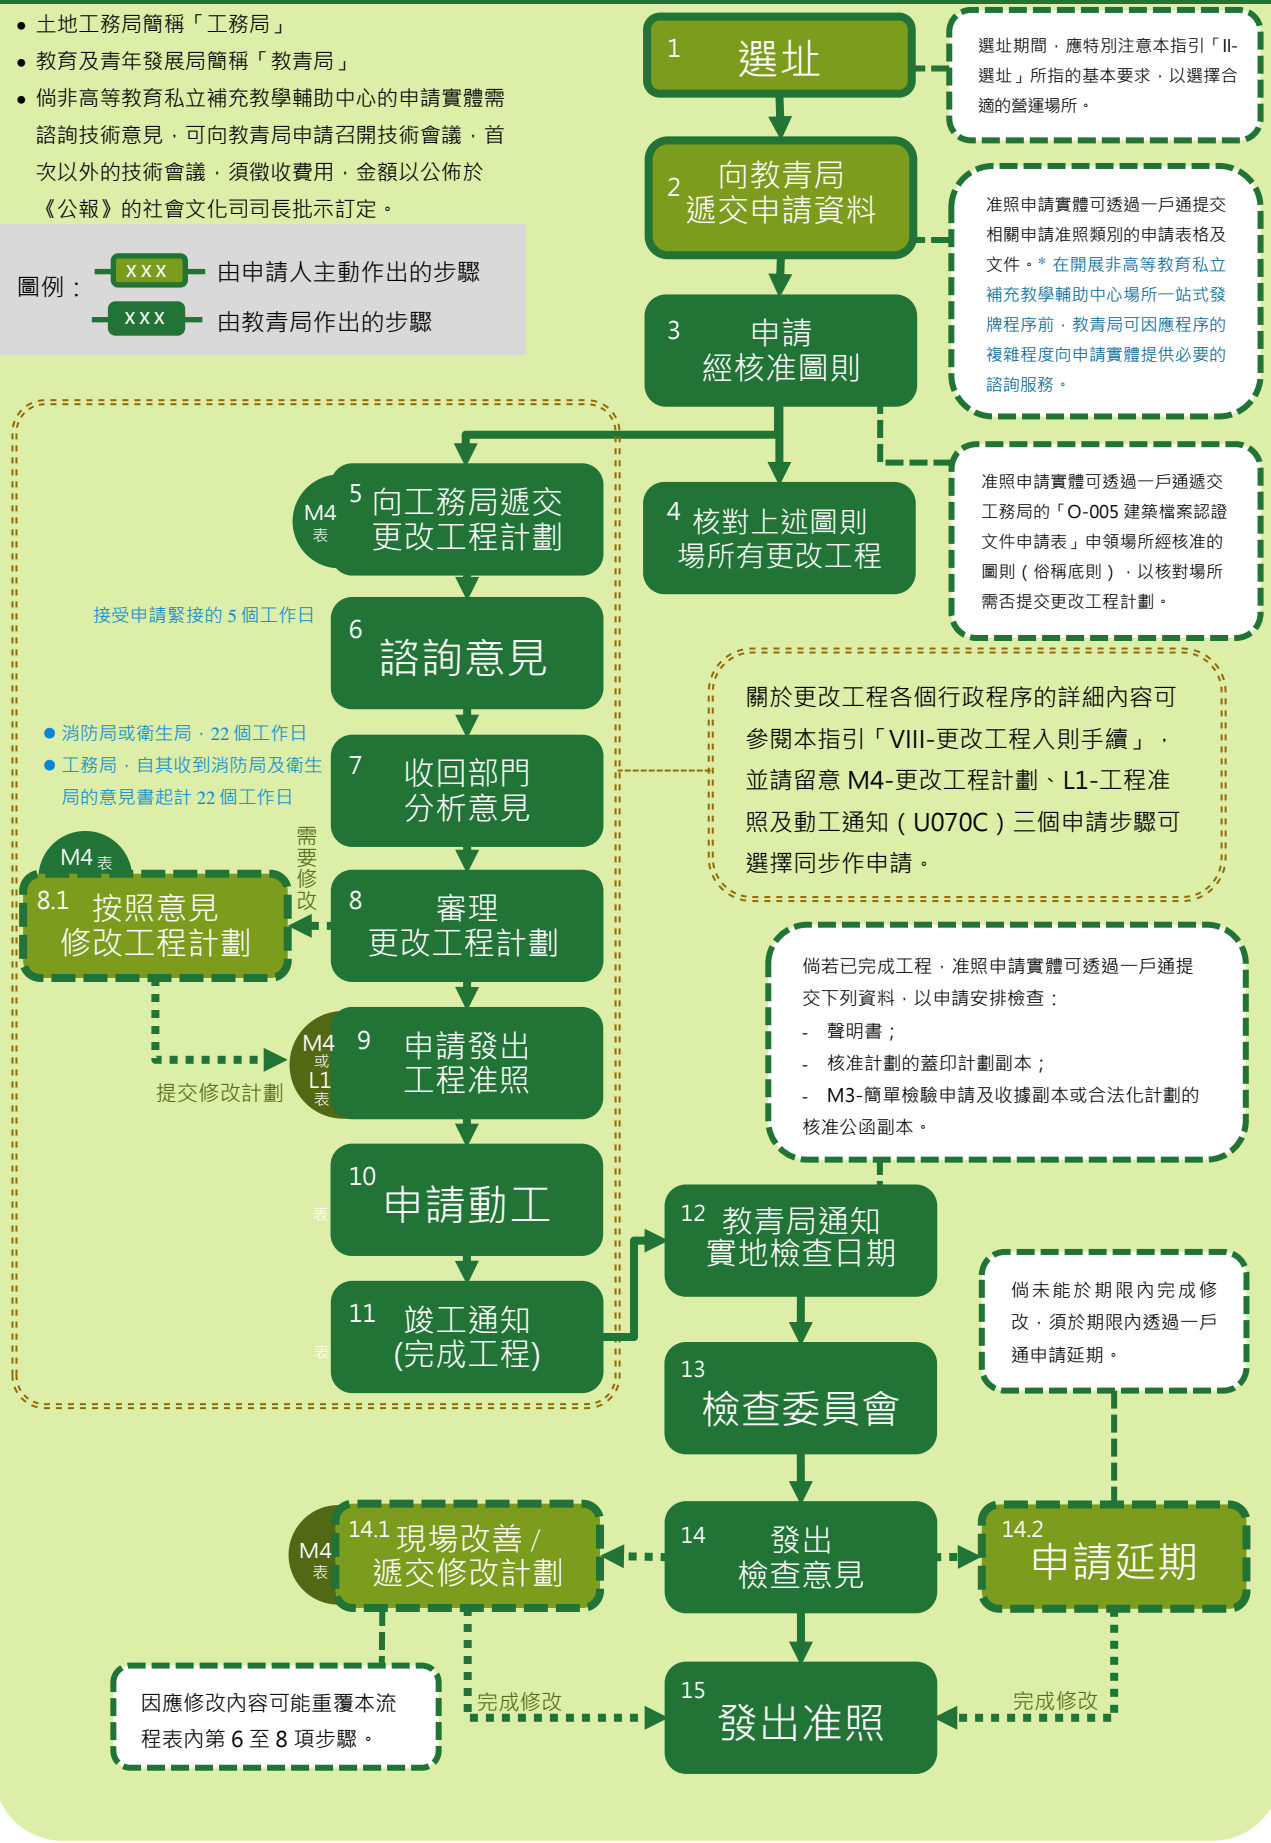 • 土地工務局簡稱「工務局」
• 教育及青年發展局簡稱「教青局」
• 倘非高等教育私立補充教學輔助中心的申請實體需
諮詢技術意見，可向教青局申請召開技術會議，首
次以外的技術會議，須徵收費用，金額以公佈於
《公報》的社會文化司司長批示訂定。
圖例：
xxx 由申請人主動作出的步驟
xxx 由教青局作出的步驟
1 選址
選址期間，應特別注意本指引「II-
選址」所指的基本要求，以選擇合
適的營運場所。
2 向教青局
遞交申請資料
准照申請實體可透過一戶通提交
相關申請准照類別的申請表格及
文件。* 在開展非高等教育私立
補充教學輔助中心場所一站式發
牌程序前，教青局可因應程序的
複雜程度向申請實體提供必要的
諮詢服務。
3 申請
經核准圖則
准照申請實體可透過一戶通遞交
工務局的「O-005 建築檔案認證
文件申請表」申領場所經核准的
圖則（俗稱底則），以核對場所
需否提交更改工程計劃。
4 核對上述圖則
場所有更改工程
M4
表
5 向工務局遞交
更改工程計劃
接受申請緊接的 5 個工作日
6 諮詢意見
關於更改工程各個行政程序的詳細內容可
參閱本指引「VIII-更改工程入則手續」，
並請留意 M4-更改工程計劃、L1-工程准
照及動工通知（U070C）三個申請步驟可
選擇同步作申請。
● 消防局或衛生局，22 個工作日
● 工務局，自其收到消防局及衛生
局的意見書起計 22 個工作日
7 收回部門
分析意見
需要修改
M4 表
8.1 按照意見
修改工程計劃
8 審理
更改工程計劃
提交修改計劃
M4
或
L1
表
9 申請發出
工程准照
倘若已完成工程，准照申請實體可透過一戶通提
交下列資料，以申請安排檢查：
- 聲明書；
- 核准計劃的蓋印計劃副本；
- M3-簡單檢驗申請及收據副本或合法化計劃的
核准公函副本。
10 申請動工
表
11 竣工通知
(完成工程)
表
12 教青局通知
實地檢查日期
倘未能於期限內完成修
改，須於期限內透過一戶
通申請延期。
13
檢查委員會
M4
表
14.1 現場改善 /
遞交修改計劃
14 發出
檢查意見
14.2
申請延期
因應修改內容可能重覆本流
程表內第 6 至 8 項步驟。
完成修改
15
發出准照
完成修改